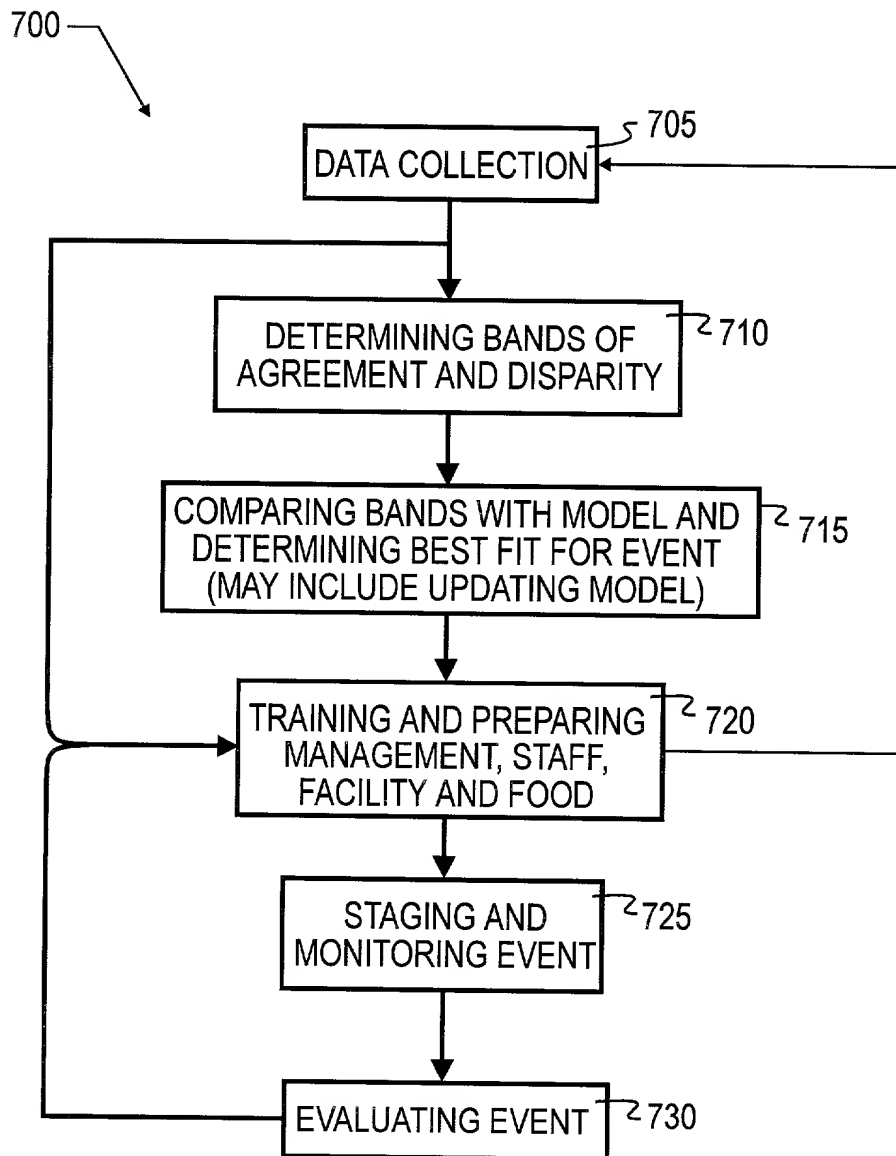 700
705
DATA COLLECTION
710
DETERMINING BANDS OF
AGREEMENT AND DISPARITY
715
COMPARING BANDS WITH MODEL AND
DETERMINING BEST FIT FOR EVENT
(MAY INCLUDE UPDATING MODEL)
720
TRAINING AND PREPARING
MANAGEMENT, STAFF,
FACILITY AND FOOD
725
STAGING AND
MONITORING EVENT
730
EVALUATING EVENT